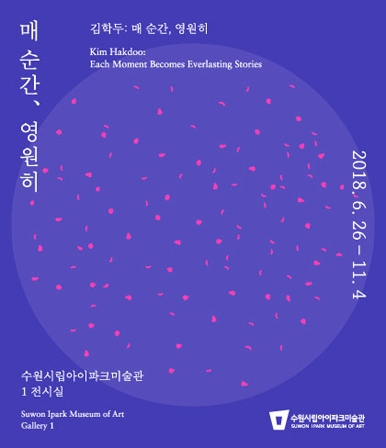 매 순간, 영원히
김학두: 매 순간, 영원히
Kim Hakdoo:
Each Moment Becomes Everlasting Stories
2018. 6. 26 – 11. 4
수원시립아이파크미술관
1 전시실
Suwon Ipark Museum of Art
Gallery 1
수원시립아이파크미술관
SUWON IPARK MUSEUM OF ART